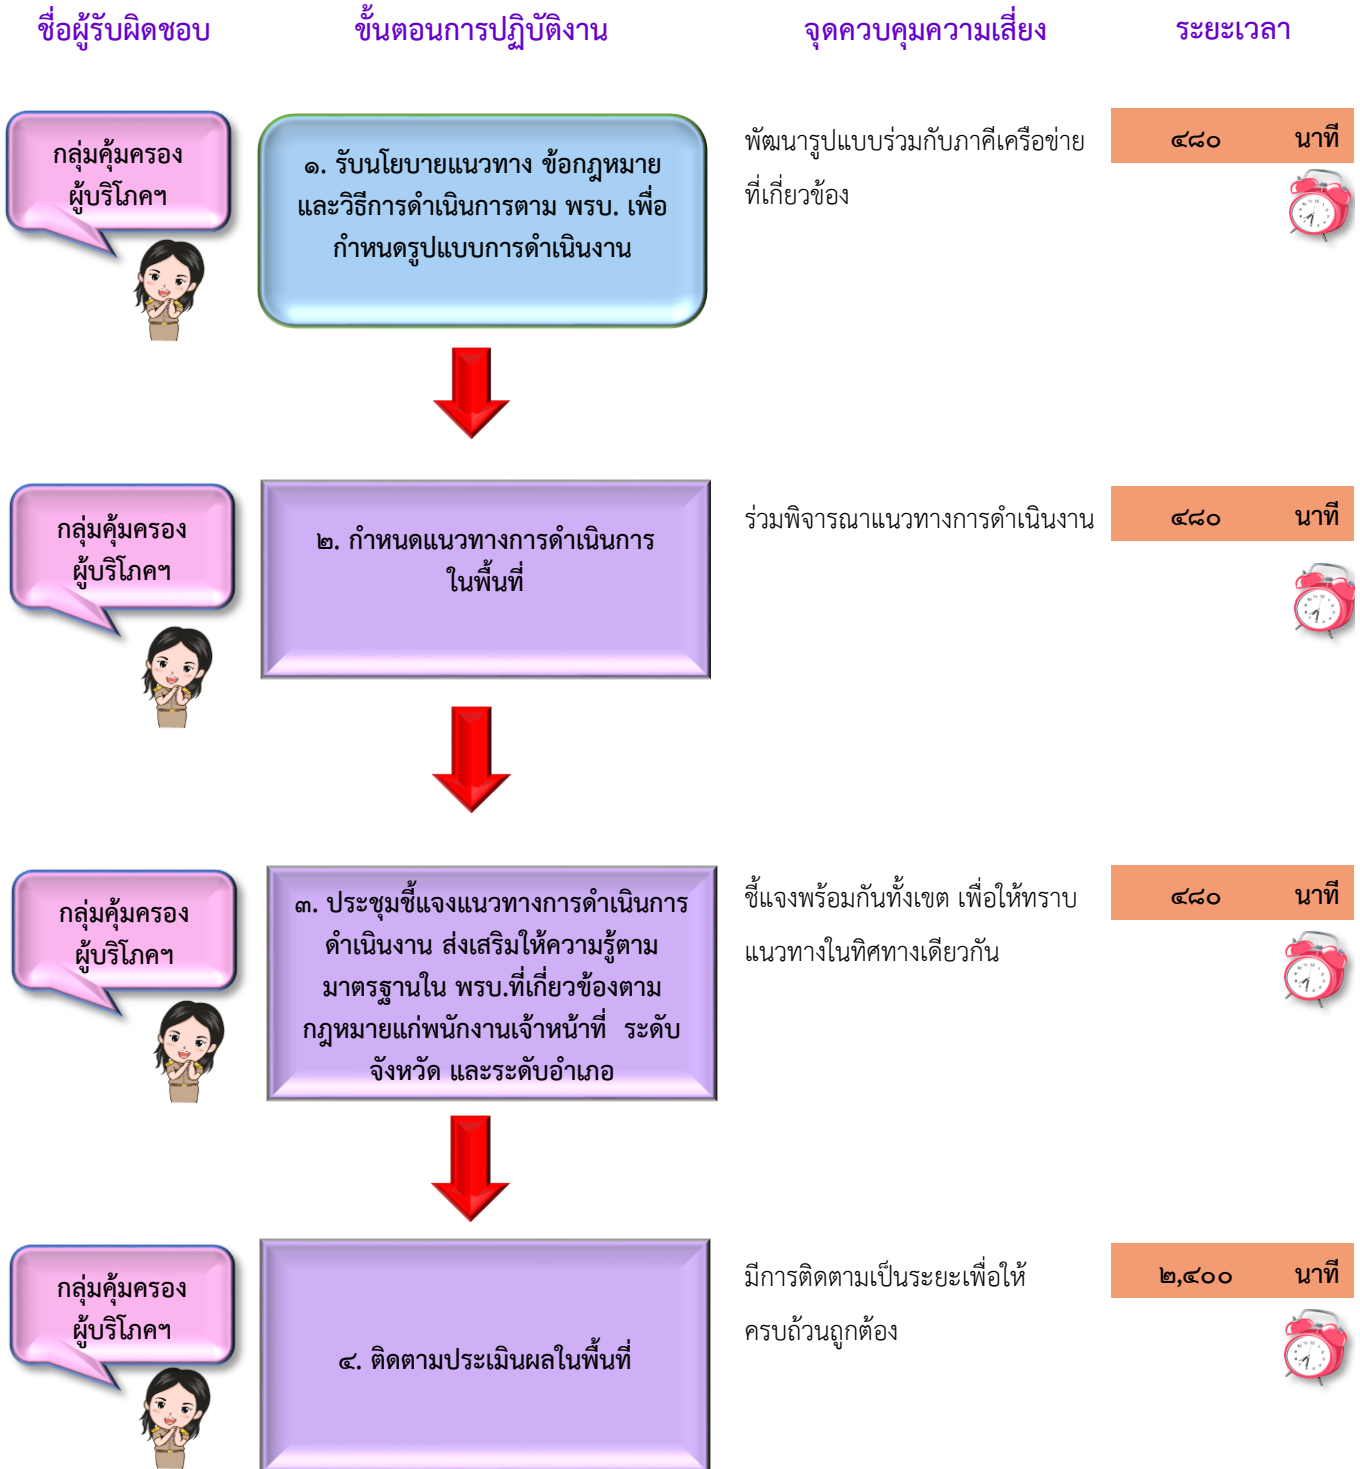 ชื่อผู้รับผิดชอบ ขั้นตอนการปฏิบัติงาน จุดควบคุมความเสี่ยง ระยะเวลา
กลุ่มคุ้มครอง
ผู้บริโภคฯ
๑. รับนโยบายแนวทาง ข้อกฎหมาย
และวิธีการดำเนินการตาม พรบ. เพื่อ
กำหนดรูปแบบการดำเนินงาน
พัฒนารูปแบบร่วมกับภาคีเครือข่าย
ที่เกี่ยวข้อง
๔๘๐ นาที
กลุ่มคุ้มครอง
ผู้บริโภคฯ
๒. กำหนดแนวทางการดำเนินการ
ในพื้นที่
ร่วมพิจารณาแนวทางการดำเนินงาน
๔๘๐ นาที
กลุ่มคุ้มครอง
ผู้บริโภคฯ
๓. ประชุมชี้แจงแนวทางการดำเนินการ
ดำเนินงาน ส่งเสริมให้ความรู้ตาม
มาตรฐานใน พรบ.ที่เกี่ยวข้องตาม
กฎหมายแก่พนักงานเจ้าหน้าที่ ระดับ
จังหวัด และระดับอำเภอ
ชี้แจงพร้อมกันทั้งเขต เพื่อให้ทราบ
แนวทางในทิศทางเดียวกัน
๔๘๐ นาที
กลุ่มคุ้มครอง
ผู้บริโภคฯ
๔. ติดตามประเมินผลในพื้นที่
มีการติดตามเป็นระยะเพื่อให้
ครบถ้วนถูกต้อง
๒,๔๐๐ นาที